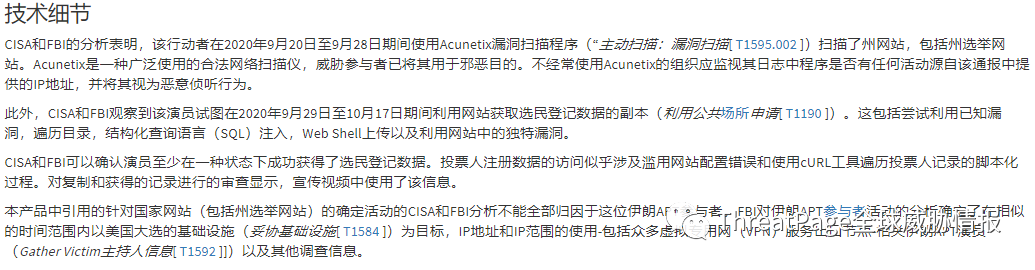 技术细节
CISA和FBI的分析表明，该行动者在2020年9月20日至9月28日期间使用Acunetix漏洞扫描程序（“主动扫描：漏洞扫描[ T1595.002 ]）扫描了州网站，包括州选举网
站。Acunetix是一种广泛使用的合法网络扫描仪，威胁参与者已将其用于邪恶目的。不经常使用Acunetix的组织应监视其日志中程序是否有任何活动源自该通报中提
供的IP地址，并将其视为恶意侦听行为。
此外，CISA和FBI观察到该演员试图在2020年9月29日至10月17日期间利用网站获取选民登记数据的副本（利用公共场所申请[ T1190 ]）。这包括尝试利用已知漏
洞，遍历目录，结构化查询语言（SQL）注入，Web Shell上传以及利用网站中的独特漏洞。
CISA和FBI可以确认演员至少在一种状态下成功获得了选民登记数据。投票人注册数据的访问似乎涉及滥用网站配置错误和使用cURL工具遍历投票人记录的脚本化
过程。对复制和获得的记录进行的审查显示，宣传视频中使用了该信息。
本产品中引用的针对国家网站（包括州选举网站）的确定活动的CISA和FBI分析不能全部归因于这位伊朗APT参与者。FBI对伊朗APT参与者活动的分析确定了在相似
的时间范围内以美国大选的基础设施（妥协基础设施[ T1584 ]）为目标，IP地址和IP范围的使用-包括众多虚拟专用网（VPN）服务
（Gather Victim主持人信息[ T1592 ]]）以及其他调查信息。
ThreatPage全球威胁情报